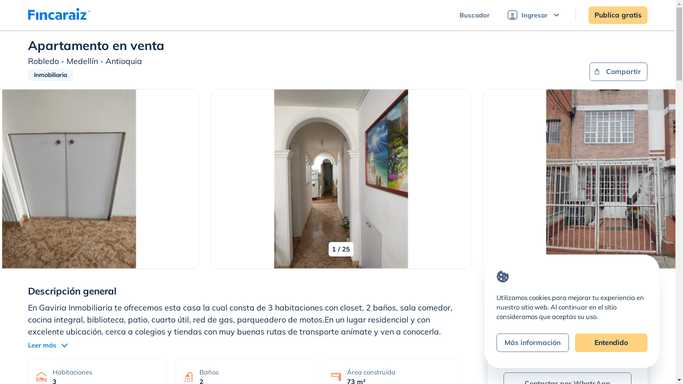 Fincaraiz
Buscador
Ingresar
Publica gratis
Apartamento en venta
Robledo - Medellín - Antioquia
Inmobiliaria
Compartir
1 / 25
Descripción general
En Gaviria Inmobiliaria te ofrecemos esta casa la cual consta de 3 habitaciones con closet, 2 baños, sala comedor,
cocina integral, biblioteca, patio, cuarto útil, red de gas, parqueadero de motos.En un lugar residencial y con
excelente ubicación, cerca a colegios y tiendas con muy buenas rutas de transporte anímate y ven a conocerla.
Leer más
Habitaciones
3
Baños
2
Área construida
73 m²
Utilizamos cookies para mejorar tu experiencia en
nuestro sitio web. Al continuar en el sitio
consideramos que aceptas su uso.
Más información
Entendido
Contactar por WhatsApp